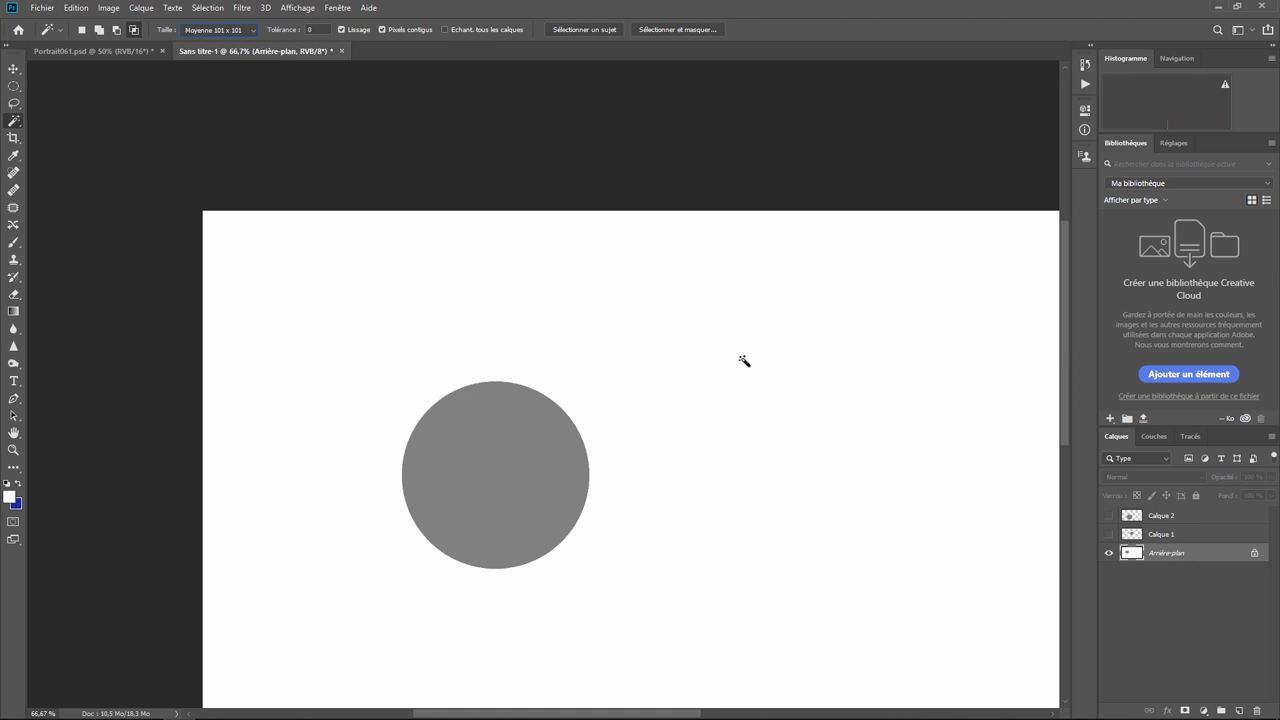 Ps Fichier Edition Image Calque Texte Sélection Filtre 3D Affichage Fenêtre Aide
Taille : Moyenne 101 x 101 Tolérance : 0 Lissage Pixels contigus Echant. tous les calques Sélectionner un sujet Sélectionner et masquer...
Portrait061.psd @ 50% (RVB/16*) * Sans titre-1 @ 66,7% (Arrière-plan, RVB/8*) *
Histogramme Navigation
Bibliothèques Réglages
Rechercher dans la bibliothèque active
Ma bibliothèque
Afficher par type
Créer une bibliothèque Creative
Cloud
Gardez à portée de main les couleurs, les
images et les autres ressources fréquemment
utilisées dans chaque application Adobe.
Nous vous montrerons comment.
Ajouter un élément
Créer une bibliothèque à partir de ce fichier
-- Ko
Calques Couches Tracés
Type
Normal Opacité : 100 %
Verrou : Fond : 100 %
Calque 2
Calque 1
Arrière-plan
66,67 % Doc : 10,5 Mo/18,3 Mo